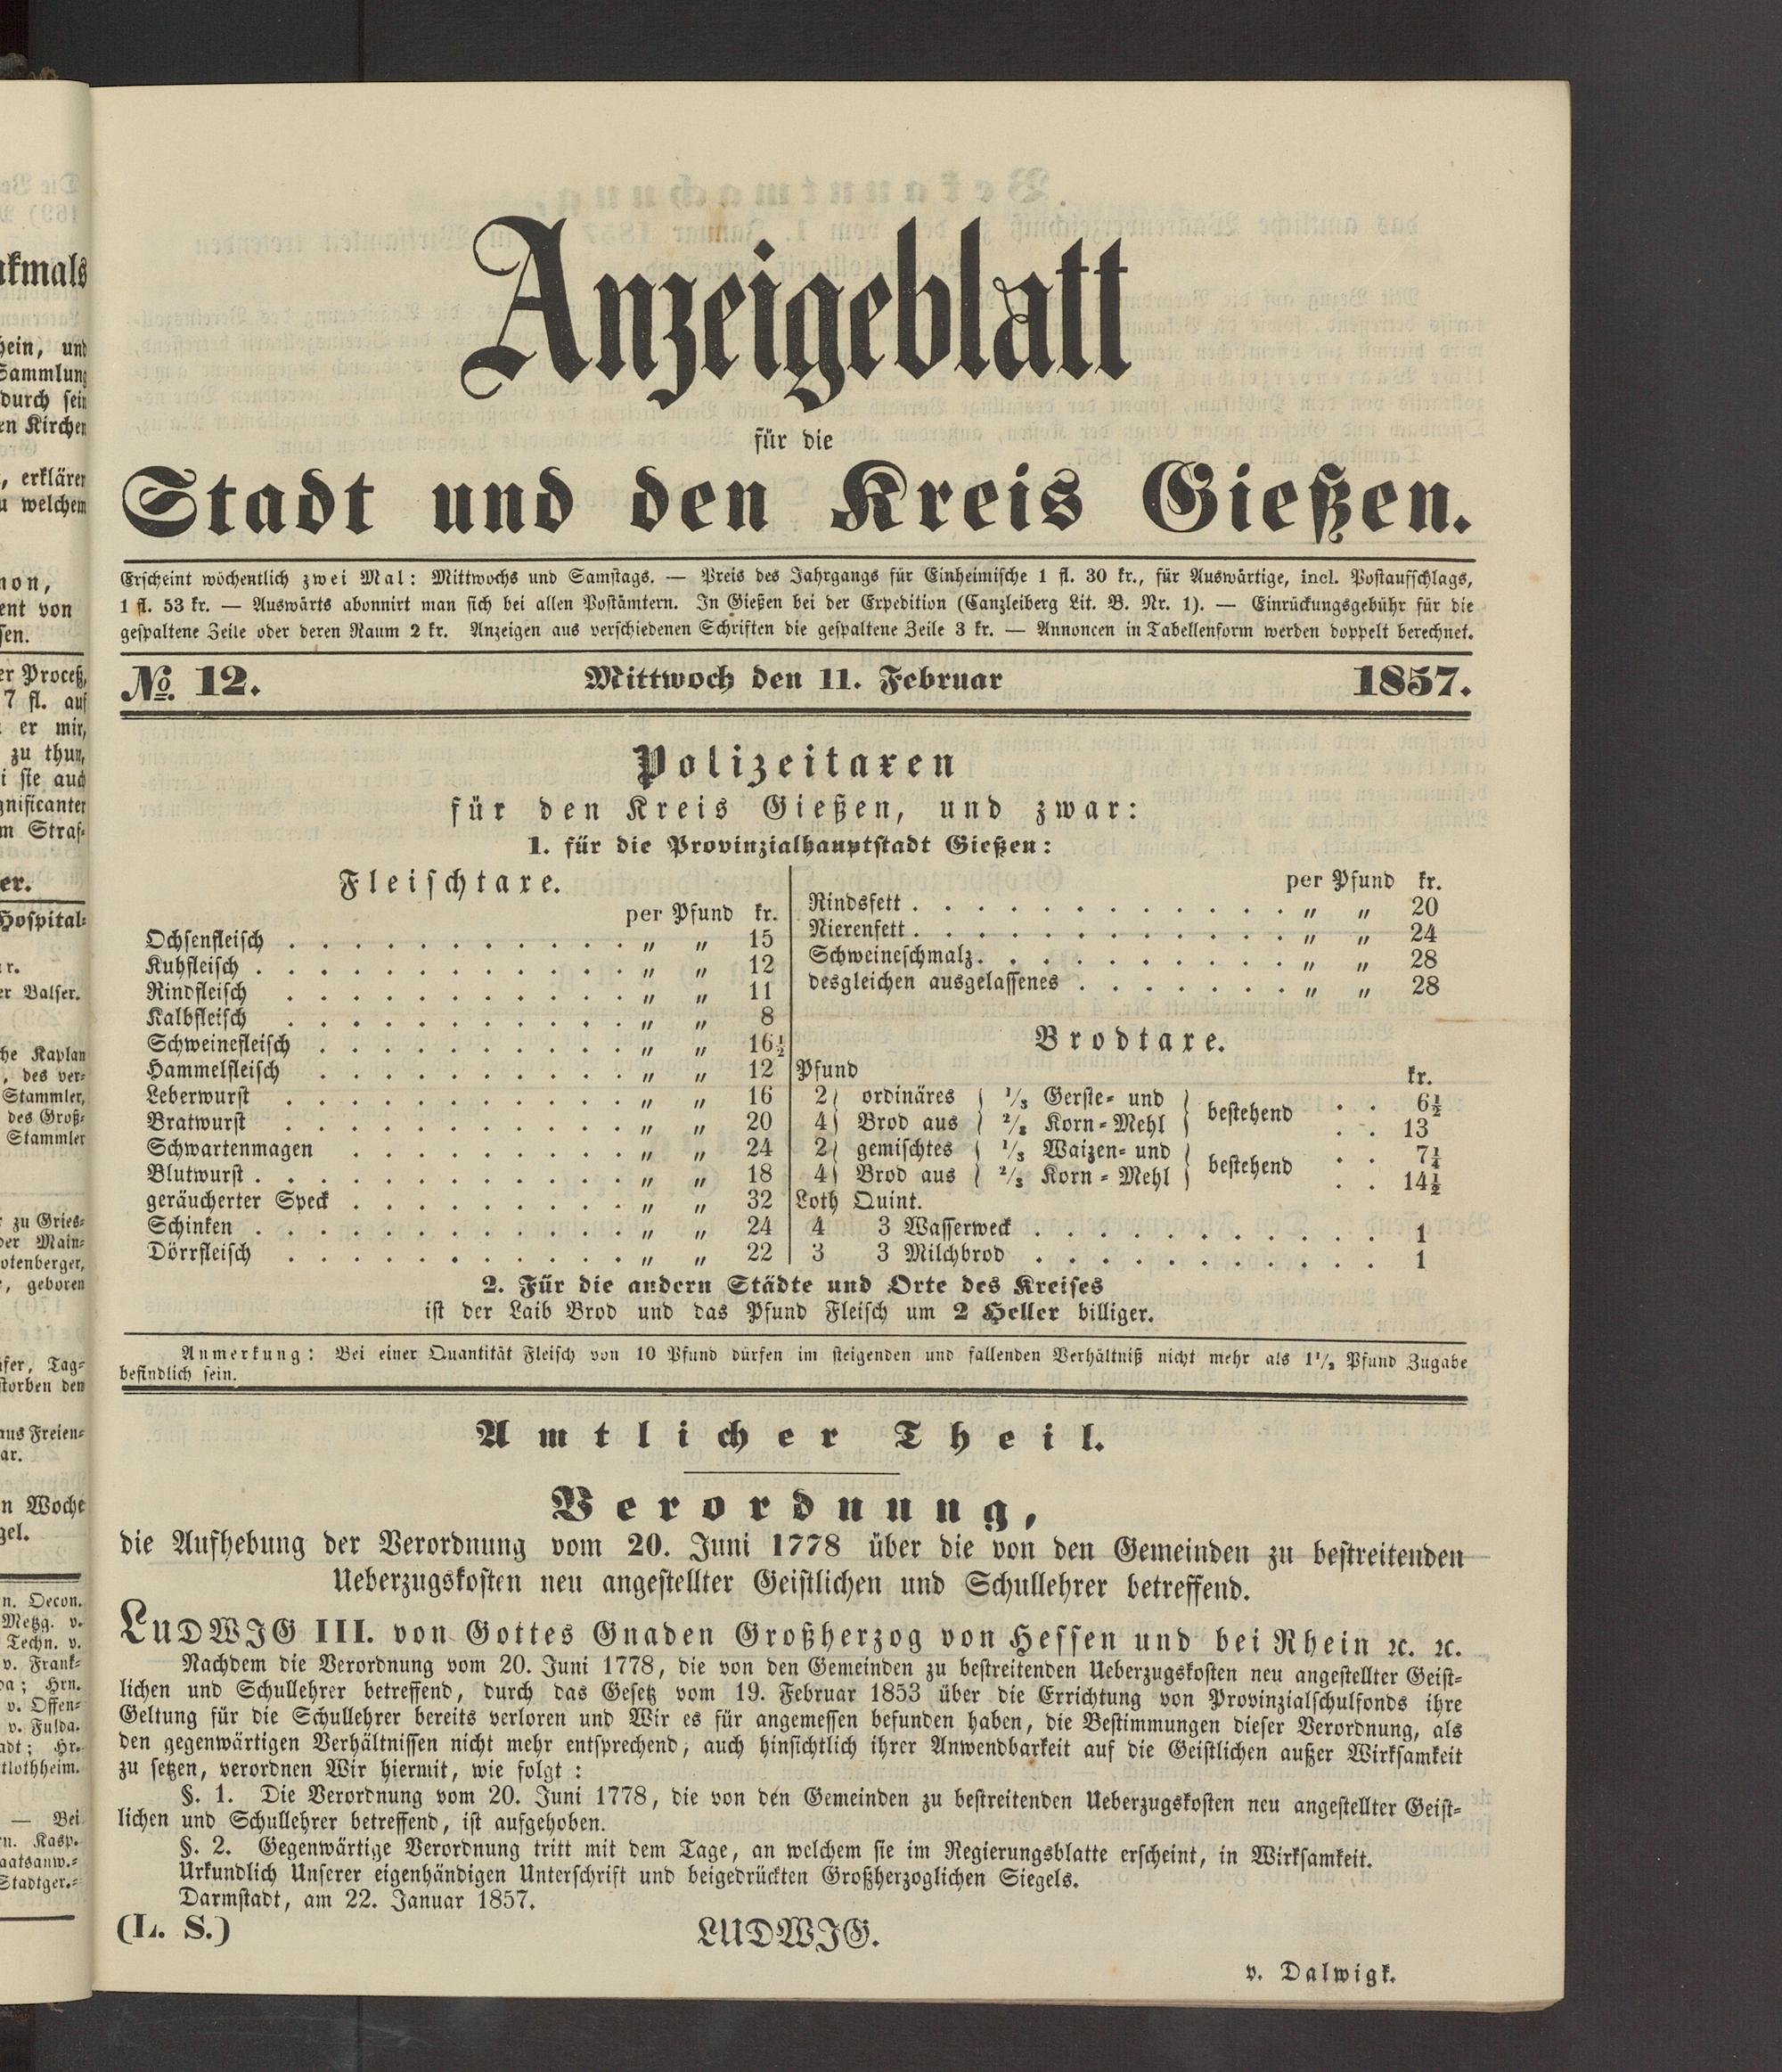 Anzeigeblatt
für die
Stadt und den Kreis Gießen.
Erscheint wöchentlich zwei Mal: Mittwochs und Samstags. — Preis des Jahrgangs für Einheimische 1 fl. 30 kr., für Auswärtige, incl. Postaufschlags,
1 fl. 53 kr. — Auswärts abonnirt man sich bei allen Postämtern. In Gießen bei der Expedition (Canzleiberg Lit. B. Nr. 1). — Einrückungsgebühr für die
gespaltene Zeile oder deren Raum 2 kr. Anzeigen aus verschiedenen Schriften die gespaltene Zeile 3 kr. — Annoncen in Tabellenform werden doppelt berechnet.
No. 12. Mittwoch den 11. Februar 1857.
Polizeitaxen
für den Kreis Gießen, und zwar:
1. für die Provinzialhauptstadt Gießen:
Fleischtaxe.
per Pfund kr.
Ochsenfleisch . . . . . . . . . . . „ „ 15
Kuhfleisch . . . . . . . . . . . . „ „ 12
Rindfleisch . . . . . . . . . . . „ „ 11
Kalbfleisch . . . . . . . . . . . „ „ 8
Schweinefleisch . . . . . . . . . . „ „ 16½
Hammelfleisch . . . . . . . . . . „ „ 12
Leberwurst . . . . . . . . . . . „ „ 16
Bratwurst . . . . . . . . . . . „ „ 20
Schwartenmagen . . . . . . . . . „ „ 24
Blutwurst . . . . . . . . . . . . „ „ 18
geräucherter Speck . . . . . . . . . „ „ 32
Schinken . . . . . . . . . . . . „ „ 24
Dörrfleisch . . . . . . . . . . . „ „ 22
per Pfund kr.
Rindsfett . . . . . . . . . . . . „ „ 20
Nierenfett . . . . . . . . . . . . „ „ 24
Schweineschmalz . . . . . . . . . . „ „ 28
desgleichen ausgelassenes . . . . . . . „ „ 28
Brodtaxe.
Pfund kr.
2) ordinäres ( 1/3 Gerste- und ) bestehend . . 6½
4) Brod aus ( 2/3 Korn-Mehl ) . . 13
2) gemischtes ( 1/3 Waizen- und ) bestehend . . 7¼
4) Brod aus ( 2/3 Korn-Mehl ) . . 14½
Loth Quint.
4 3 Wasserweck . . . . . . . . . . . 1
3 3 Milchbrod . . . . . . . . . . . 1
2. Für die andern Städte und Orte des Kreises
ist der Laib Brod und das Pfund Fleisch um 2 Heller billiger.
Anmerkung: Bei einer Quantität Fleisch von 10 Pfund dürfen im steigenden und fallenden Verhältniß nicht mehr als 1½ Pfund Zugabe
befindlich sein.
Amtlicher Theil.
Verordnung,
die Aufhebung der Verordnung vom 20. Juni 1778 über die von den Gemeinden zu bestreitenden
Ueberzugskosten neu angestellter Geistlichen und Schullehrer betreffend.
LUDWIG III. von Gottes Gnaden Großherzog von Hessen und bei Rhein ꝛc. ꝛc.
Nachdem die Verordnung vom 20. Juni 1778, die von den Gemeinden zu bestreitenden Ueberzugskosten neu angestellter Geist-
lichen und Schullehrer betreffend, durch das Gesetz vom 19. Februar 1853 über die Errichtung von Provinzialschulfonds ihre
Geltung für die Schullehrer bereits verloren und Wir es für angemessen befunden haben, die Bestimmungen dieser Verordnung, als
den gegenwärtigen Verhältnissen nicht mehr entsprechend, auch hinsichtlich ihrer Anwendbarkeit auf die Geistlichen außer Wirksamkeit
zu setzen, verordnen Wir hiermit, wie folgt:
§. 1. Die Verordnung vom 20. Juni 1778, die von den Gemeinden zu bestreitenden Ueberzugskosten neu angestellter Geist-
lichen und Schullehrer betreffend, ist aufgehoben.
§. 2. Gegenwärtige Verordnung tritt mit dem Tage, an welchem sie im Regierungsblatte erscheint, in Wirksamkeit.
Urkundlich Unserer eigenhändigen Unterschrift und beigedrückten Großherzoglichen Siegels.
Darmstadt, am 22. Januar 1857.
(L. S.) LUDWIG.
v. Dalwigk.